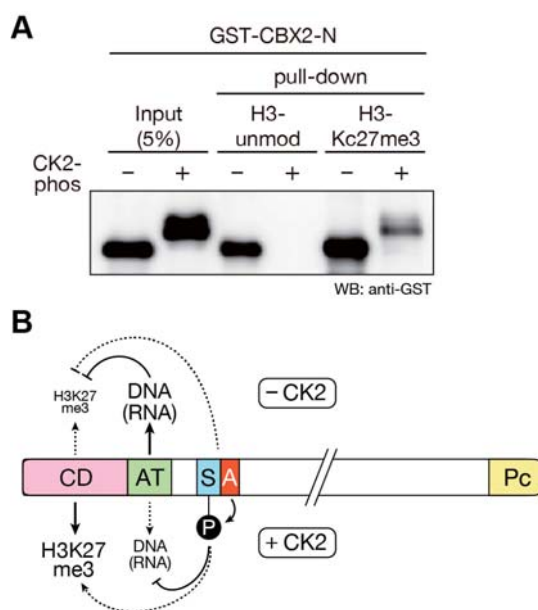 A
GST-CBX2-N
pull-down
Input H3- H3-
(5%) unmod Kc27me3
CK2- − + − + − +
phos
WB: anti-GST
B
H3K27 DNA − CK2
me3 (RNA)
CD AT S A Pc
P
H3K27 DNA + CK2
me3 (RNA)